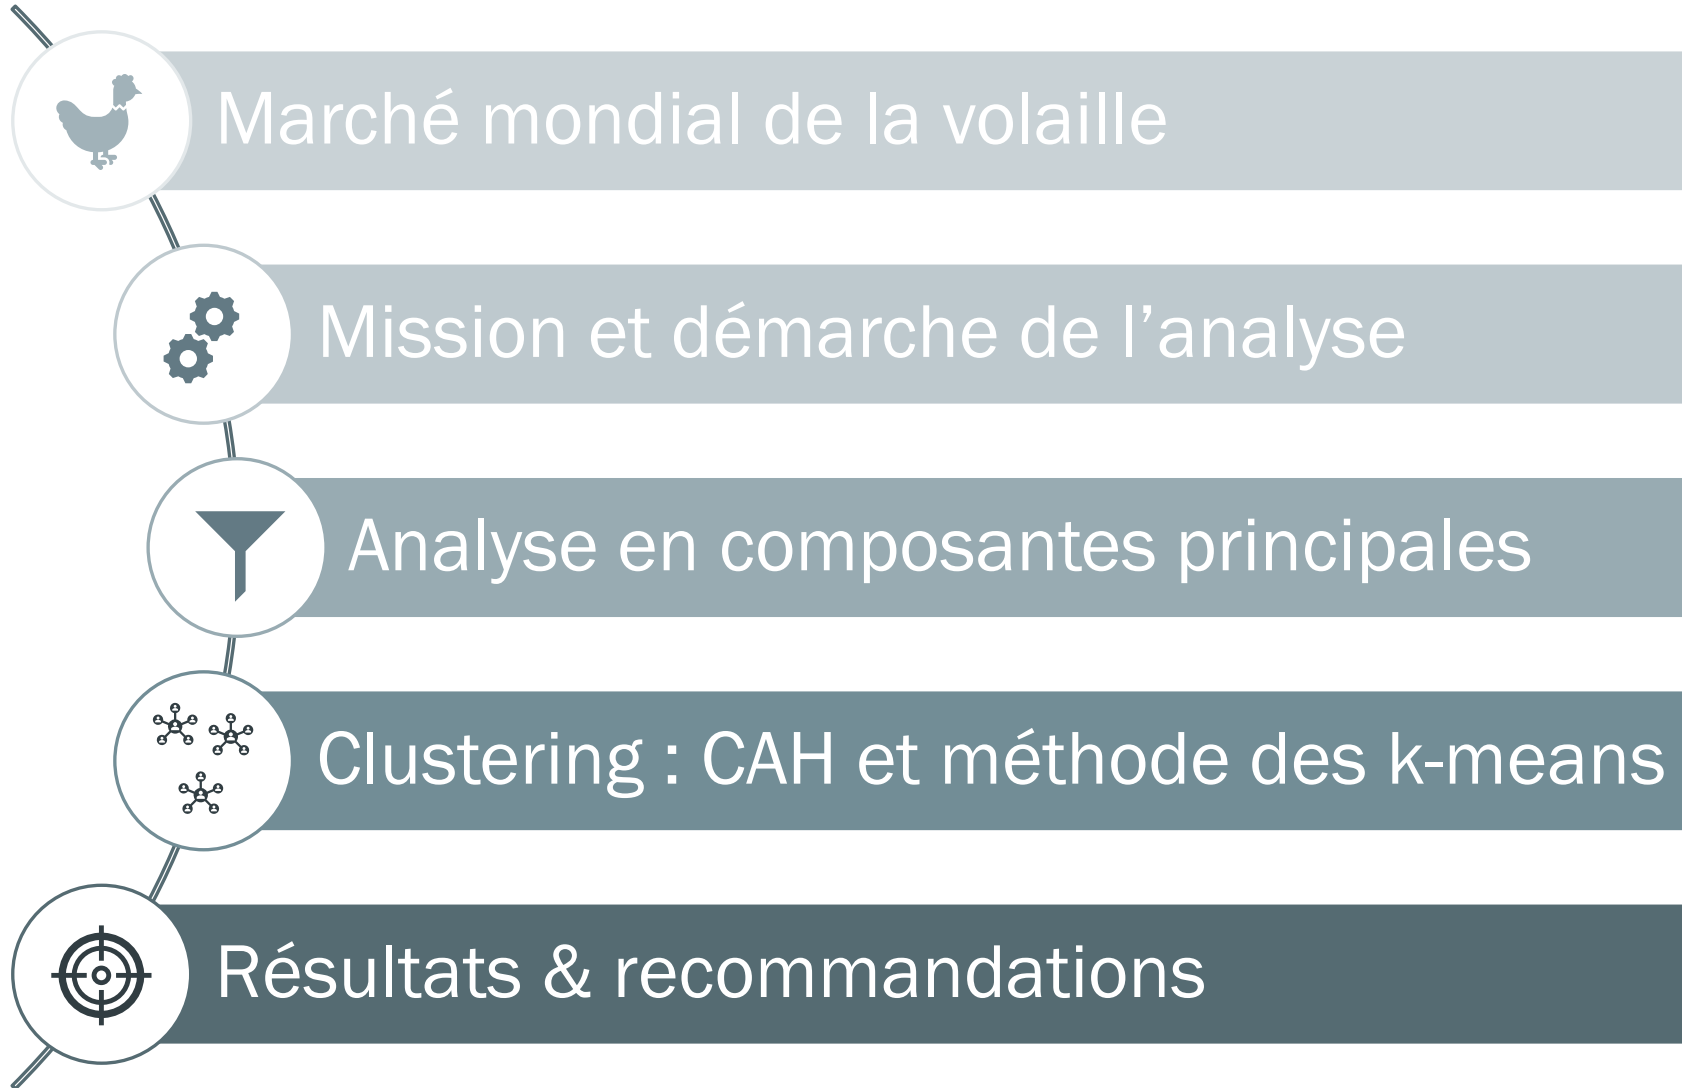 Marché mondial de la volaille
Mission et démarche de l’analyse
Analyse en composantes principales
Clustering : CAH et méthode des k-means
Résultats & recommandations